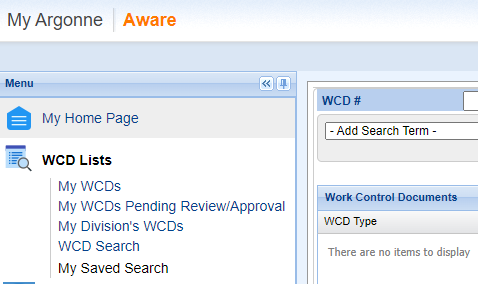 My Argonne Aware
Menu
My Home Page
WCD Lists
My WCDs
My WCDs Pending Review/Approval
My Division's WCDs
WCD Search
My Saved Search
WCD #
- Add Search Term -
Work Control Documents
WCD Type
There are no items to display